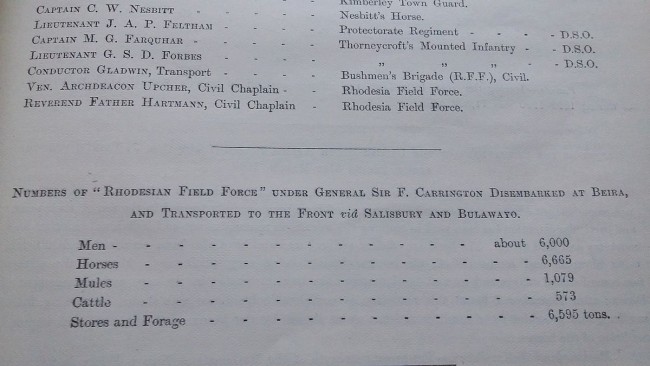 Kimberley Town Guard.
CAPTAIN C. W. NESBITT - - - - Nesbitt's Horse.
LIEUTENANT J. A. P. FELTHAM - - - Protectorate Regiment - - - - D.S.O.
CAPTAIN M. G. FARQUHAR - - - - Thorneycroft's Mounted Infantry - - D.S.O.
LIEUTENANT G. S. D. FORBES - - - - „ „ „ - - D.S.O.
CONDUCTOR GLADWIN, Transport - - - - Bushmen's Brigade (R.F.F.), Civil.
VEN. ARCHDEACON UPCHER, Civil Chaplain - - Rhodesia Field Force.
REVEREND FATHER HARTMANN, Civil Chaplain - Rhodesia Field Force.
NUMBERS OF "RHODESIAN FIELD FORCE" UNDER GENERAL SIR F. CARRINGTON DISEMBARKED AT BEIRA,
AND TRANSPORTED TO THE FRONT viâ SALISBURY AND BULAWAYO.
Men - - - - - - - - - - - - about 6,000
Horses - - - - - - - - - - - - - 6,665
Mules - - - - - - - - - - - - - 1,079
Cattle - - - - - - - - - - - - - 573
Stores and Forage - - - - - - - - - - - 6,595 tons.